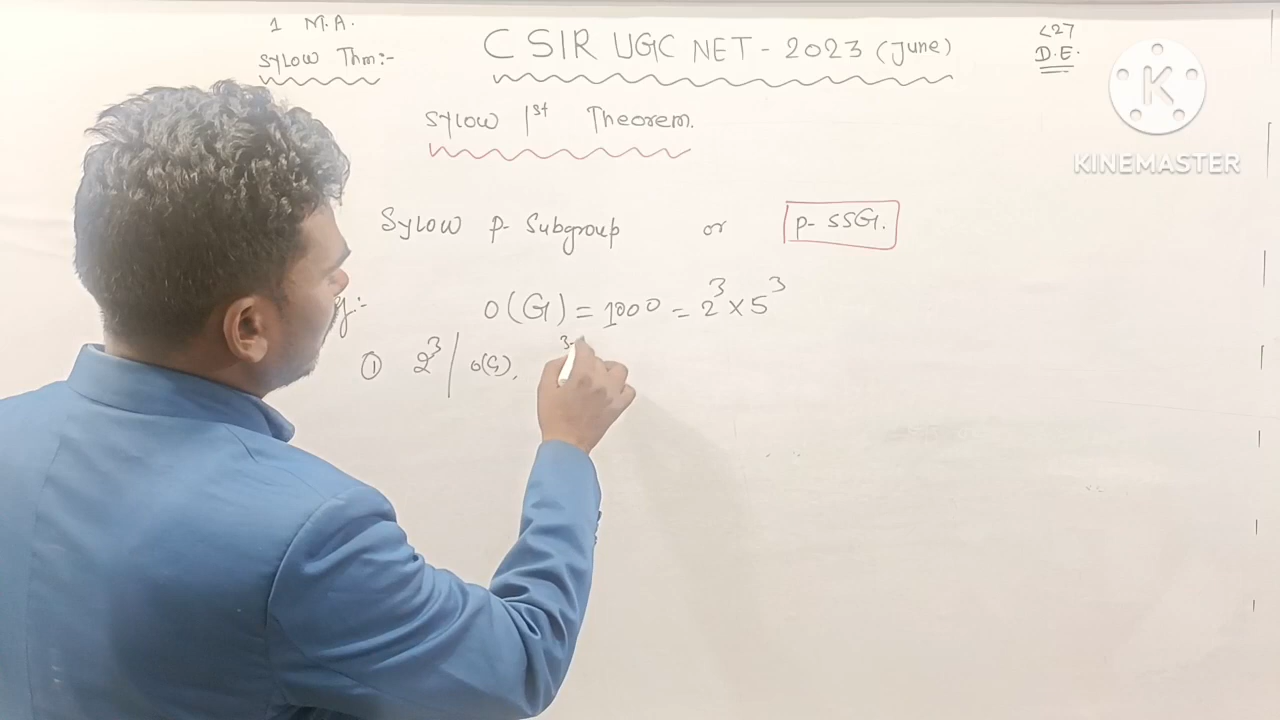 1 M.A.
Sylow Thm:-
CSIR UGC NET - 2023 (June)
<27
D.E.
Sylow 1st Theorem.
Sylow p- Subgroup or p- SSG.
O(G) = 1000 = 2³ × 5³
① 2³ | o(G),
K
KINEMASTER